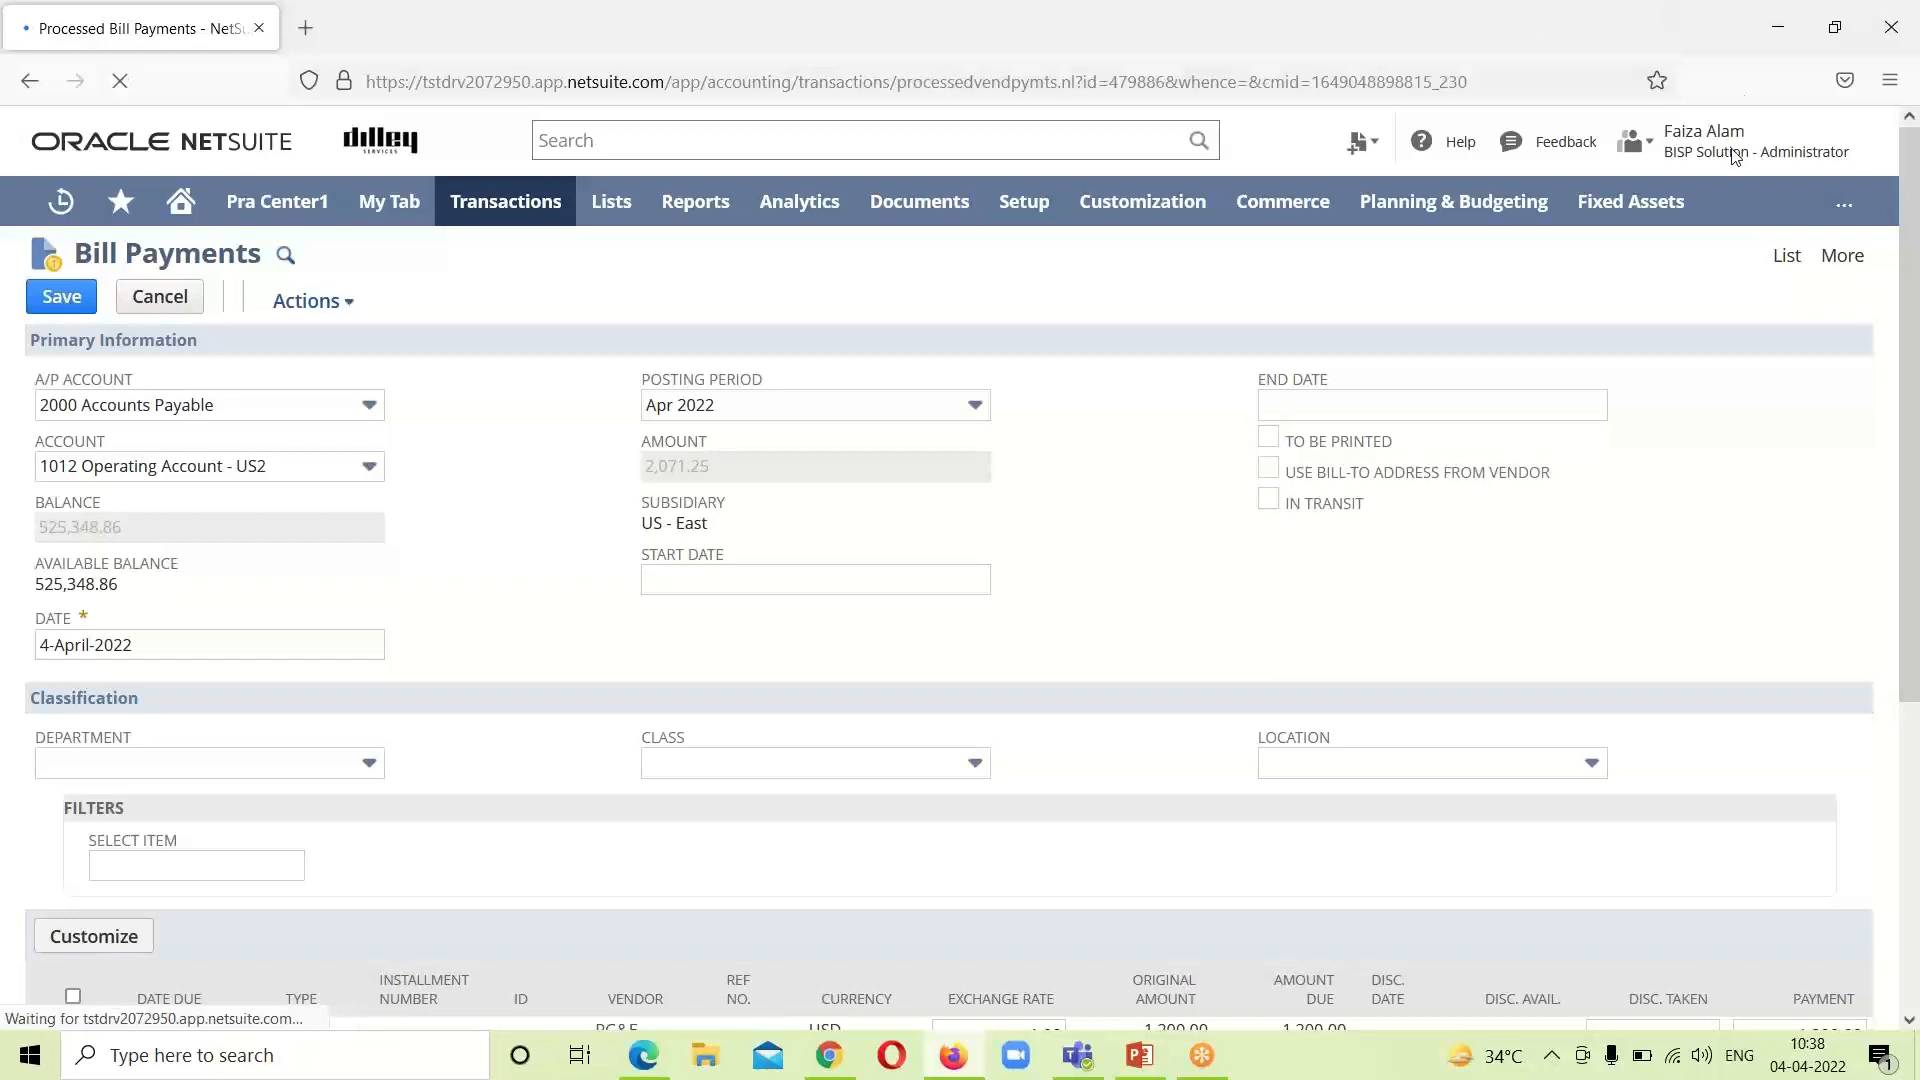 Processed Bill Payments - NetSu
https://tstdrv2072950.app.netsuite.com/app/accounting/transactions/processedvendpymts.nl?id=479886&whence=&cmid=1649048898815_230
ORACLE NETSUITE
dilley
SERVICES
Search
Help
Feedback
Faiza Alam
BISP Solution - Administrator
Pra Center1
My Tab
Transactions
Lists
Reports
Analytics
Documents
Setup
Customization
Commerce
Planning & Budgeting
Fixed Assets
...
Bill Payments
List
More
Save
Cancel
Actions
Primary Information
A/P ACCOUNT
2000 Accounts Payable
ACCOUNT
1012 Operating Account - US2
BALANCE
525,348.86
AVAILABLE BALANCE
525,348.86
DATE *
4-April-2022
POSTING PERIOD
Apr 2022
AMOUNT
2,071.25
SUBSIDIARY
US - East
START DATE
END DATE
TO BE PRINTED
USE BILL-TO ADDRESS FROM VENDOR
IN TRANSIT
Classification
DEPARTMENT
CLASS
LOCATION
FILTERS
SELECT ITEM
Customize
DATE DUE
TYPE
INSTALLMENT
NUMBER
ID
VENDOR
REF
NO.
CURRENCY
EXCHANGE RATE
ORIGINAL
AMOUNT
AMOUNT
DUE
DISC.
DATE
DISC. AVAIL.
DISC. TAKEN
PAYMENT
Waiting for tstdrv2072950.app.netsuite.com...
Type here to search
34°C
ENG
10:38
04-04-2022
1